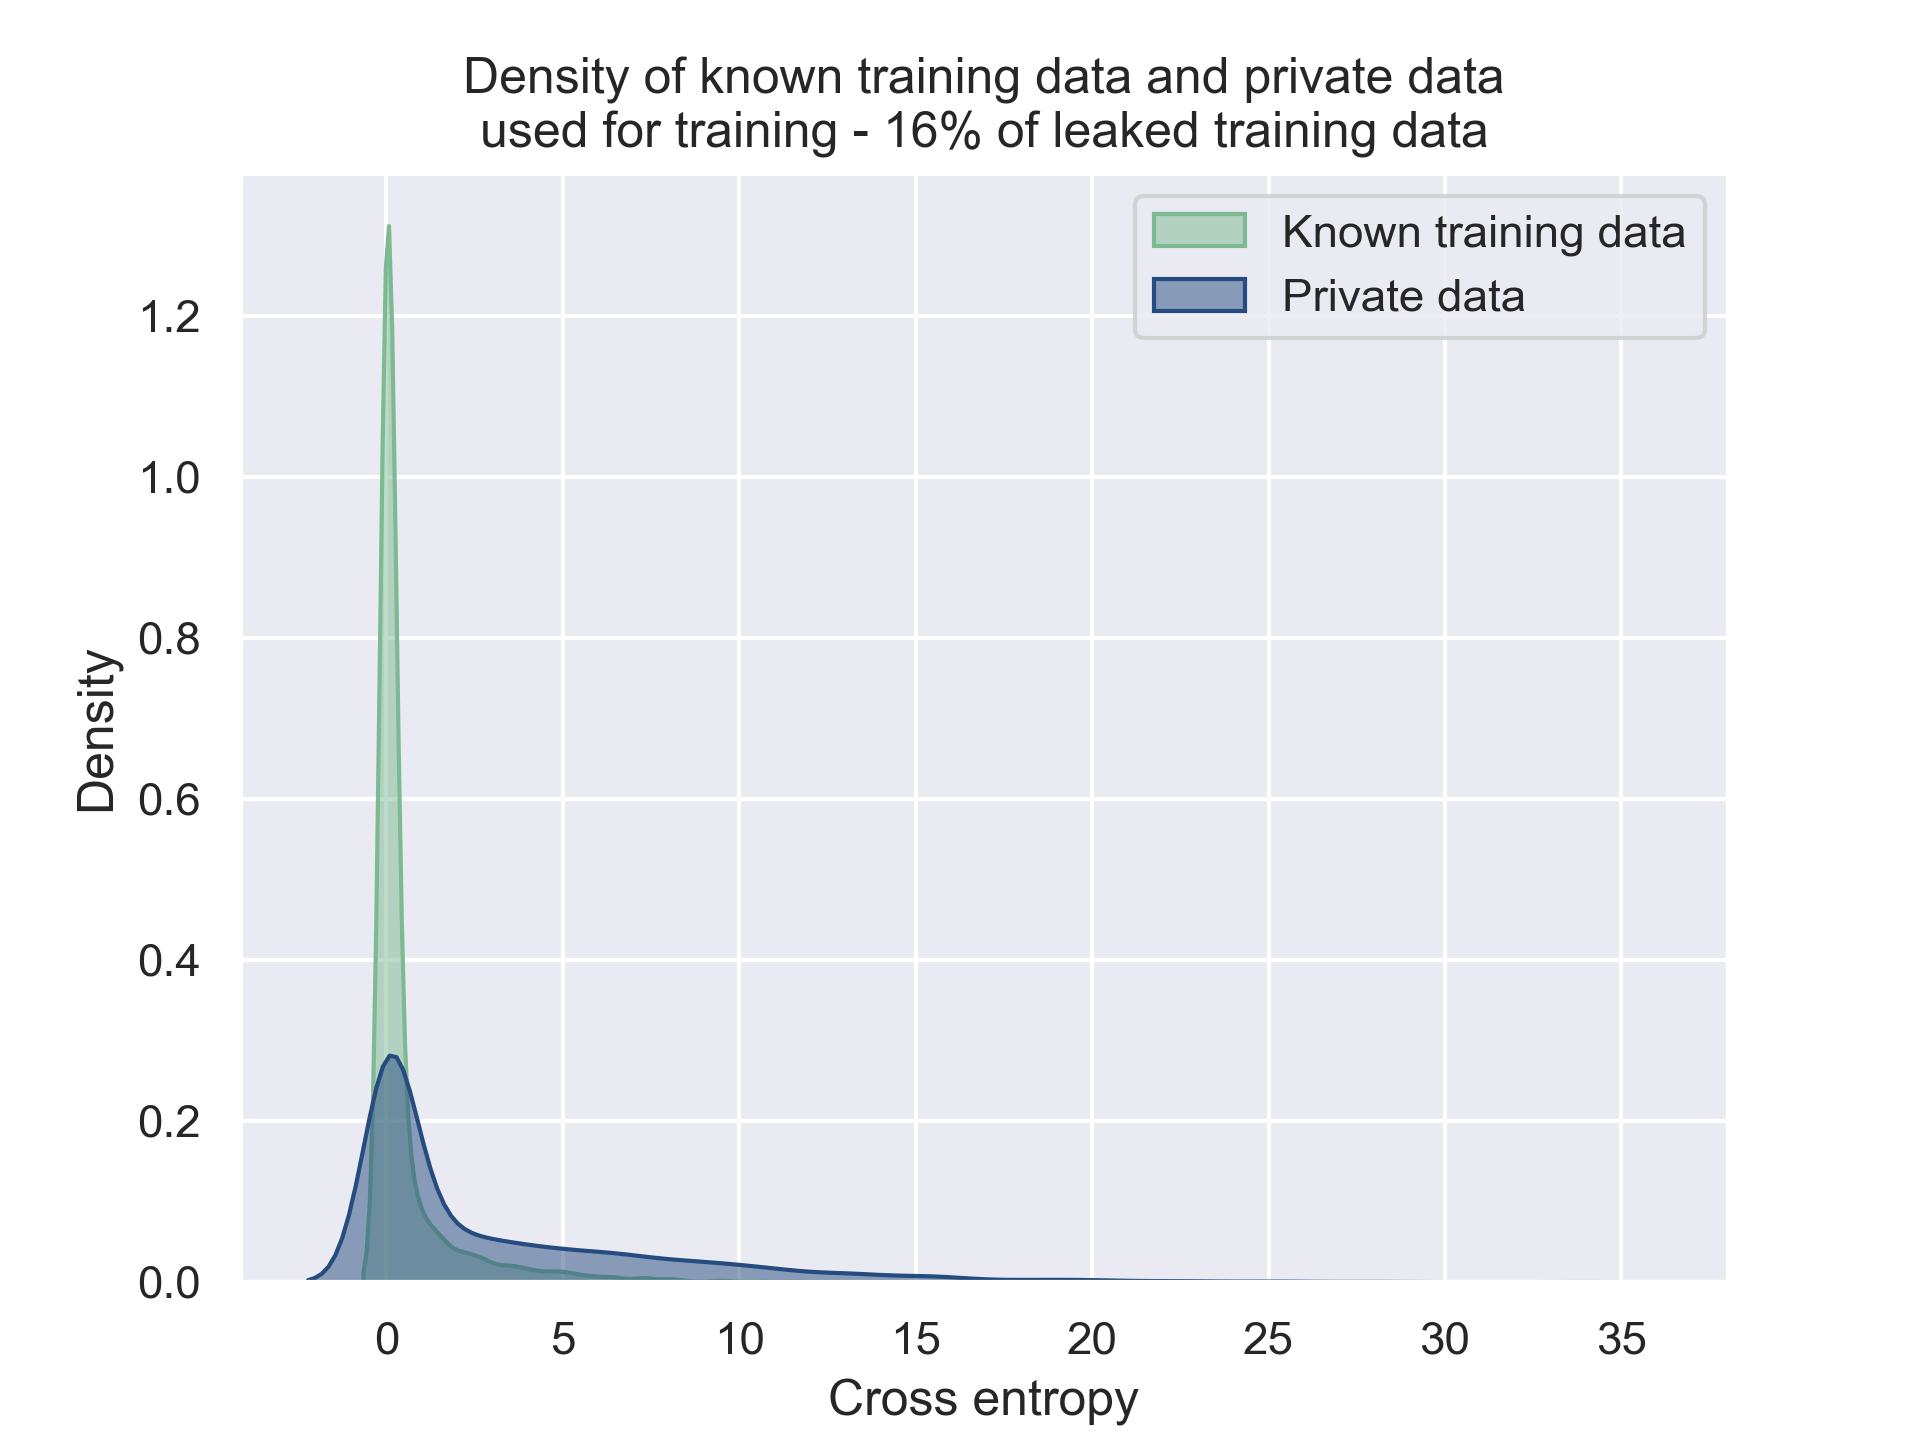 Density of known training data and private data
used for training - 16% of leaked training data
Known training data
Private data
1.2
1.0
0.8
0.6
0.4
0.2
0.0
Density
0 5 10 15 20 25 30 35
Cross entropy